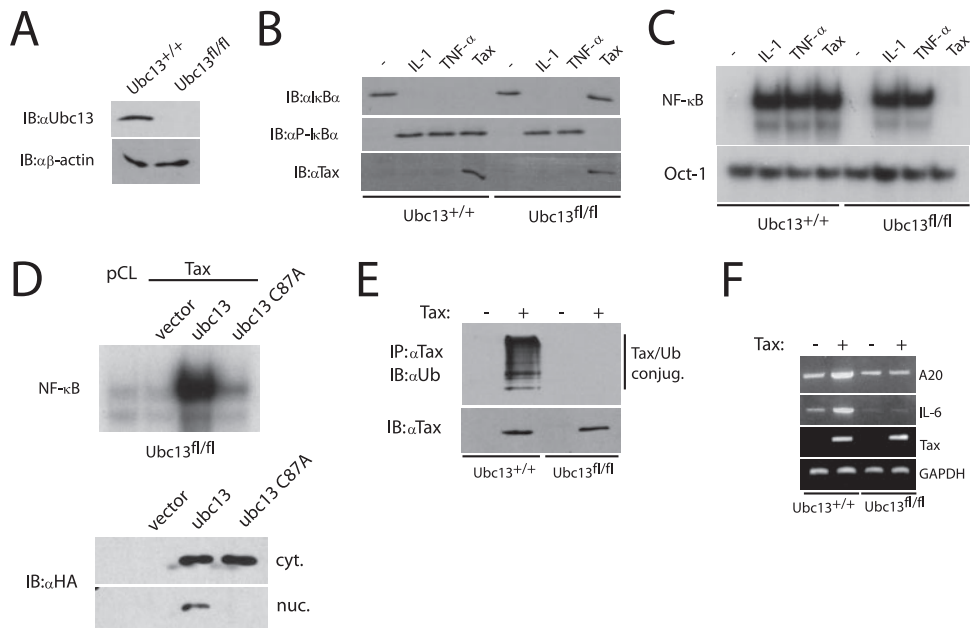 A
Ubc13+/+ Ubc13fl/fl
IB:αUbc13
IB:αβ-actin
B
- IL-1 TNF-α Tax - IL-1 TNF-α Tax
IB:αIκBα
IB:αP-IκBα
IB:αTax
Ubc13+/+ Ubc13fl/fl
C
- IL-1 TNF-α Tax - IL-1 TNF-α Tax
NF-κB
Oct-1
Ubc13+/+ Ubc13fl/fl
D
pCL Tax
vector ubc13 ubc13 C87A
NF-κB
Ubc13fl/fl
vector ubc13 ubc13 C87A
IB:αHA
cyt.
nuc.
E
Tax: - + - +
IP:αTax
IB:αUb
Tax/Ub
conjug.
IB:αTax
Ubc13+/+ Ubc13fl/fl
F
Tax: - + - +
A20
IL-6
Tax
GAPDH
Ubc13+/+ Ubc13fl/fl